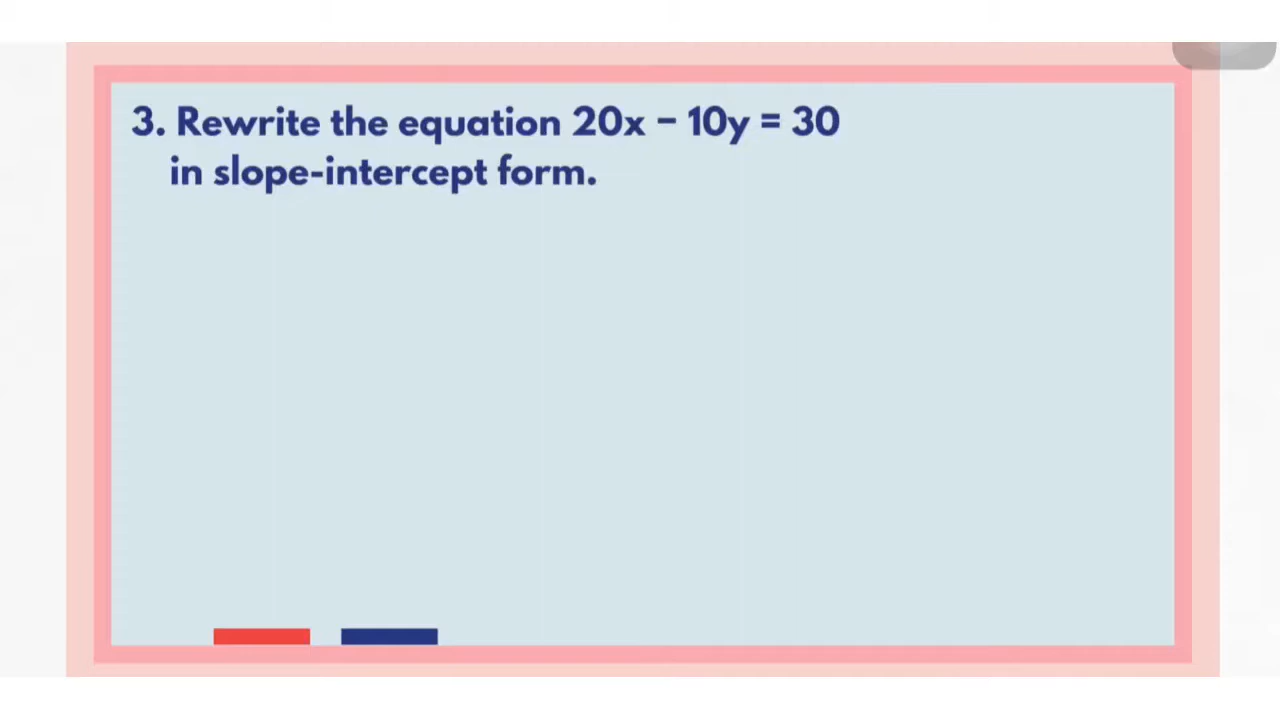 3. Rewrite the equation 20x − 10y = 30
in slope-intercept form.